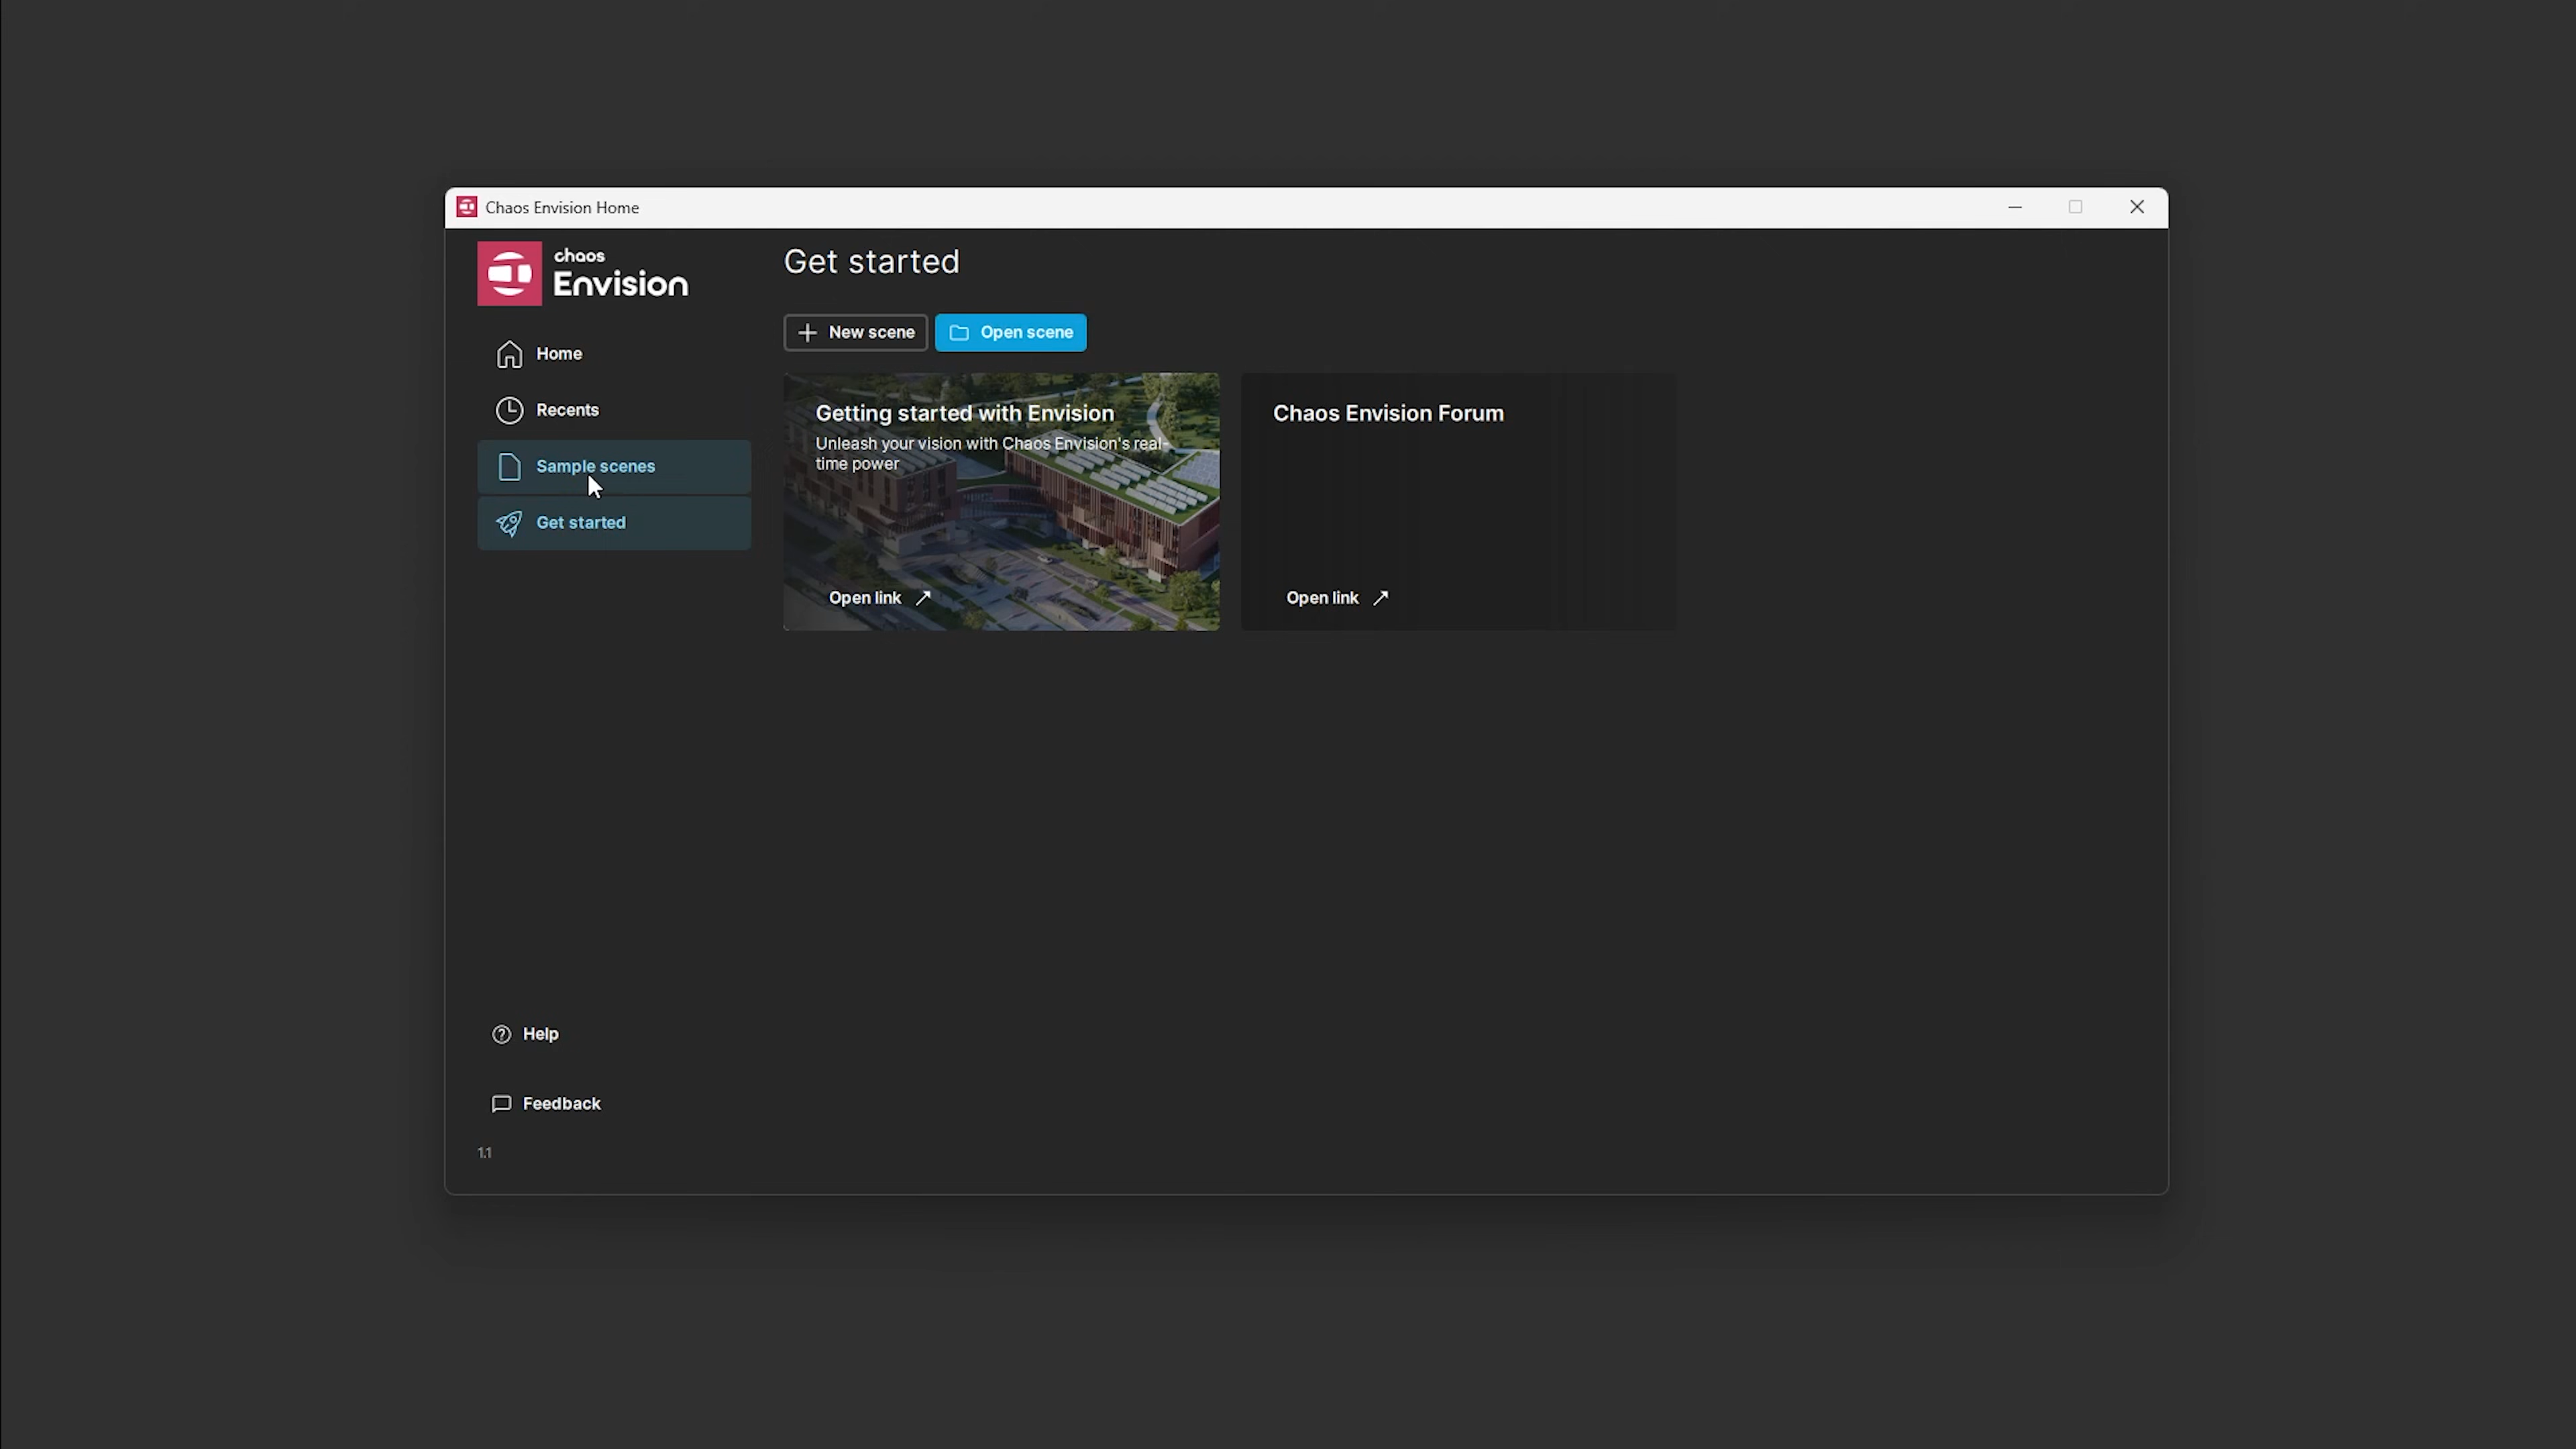 Chaos Envision Home
chaos
Envision
Home
Recents
Sample scenes
Get started
Help
Feedback
1.1
Get started
New scene
Open scene
Getting started with Envision
Unleash your vision with Chaos Envision's real-
time power
Open link
Chaos Envision Forum
Open link